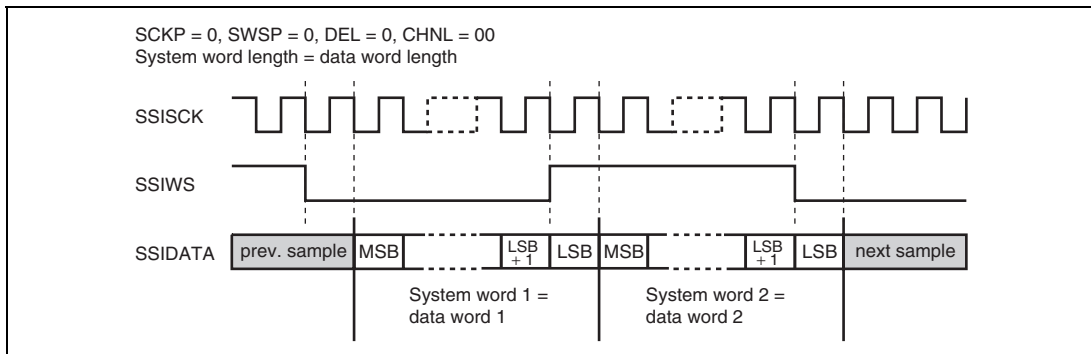 SCKP = 0, SWSP = 0, DEL = 0, CHNL = 00
System word length = data word length
SSISCK
SSIWS
SSIDATA
prev. sample
MSB
LSB
+ 1
LSB
MSB
LSB
+ 1
LSB
next sample
System word 1 =
data word 1
System word 2 =
data word 2